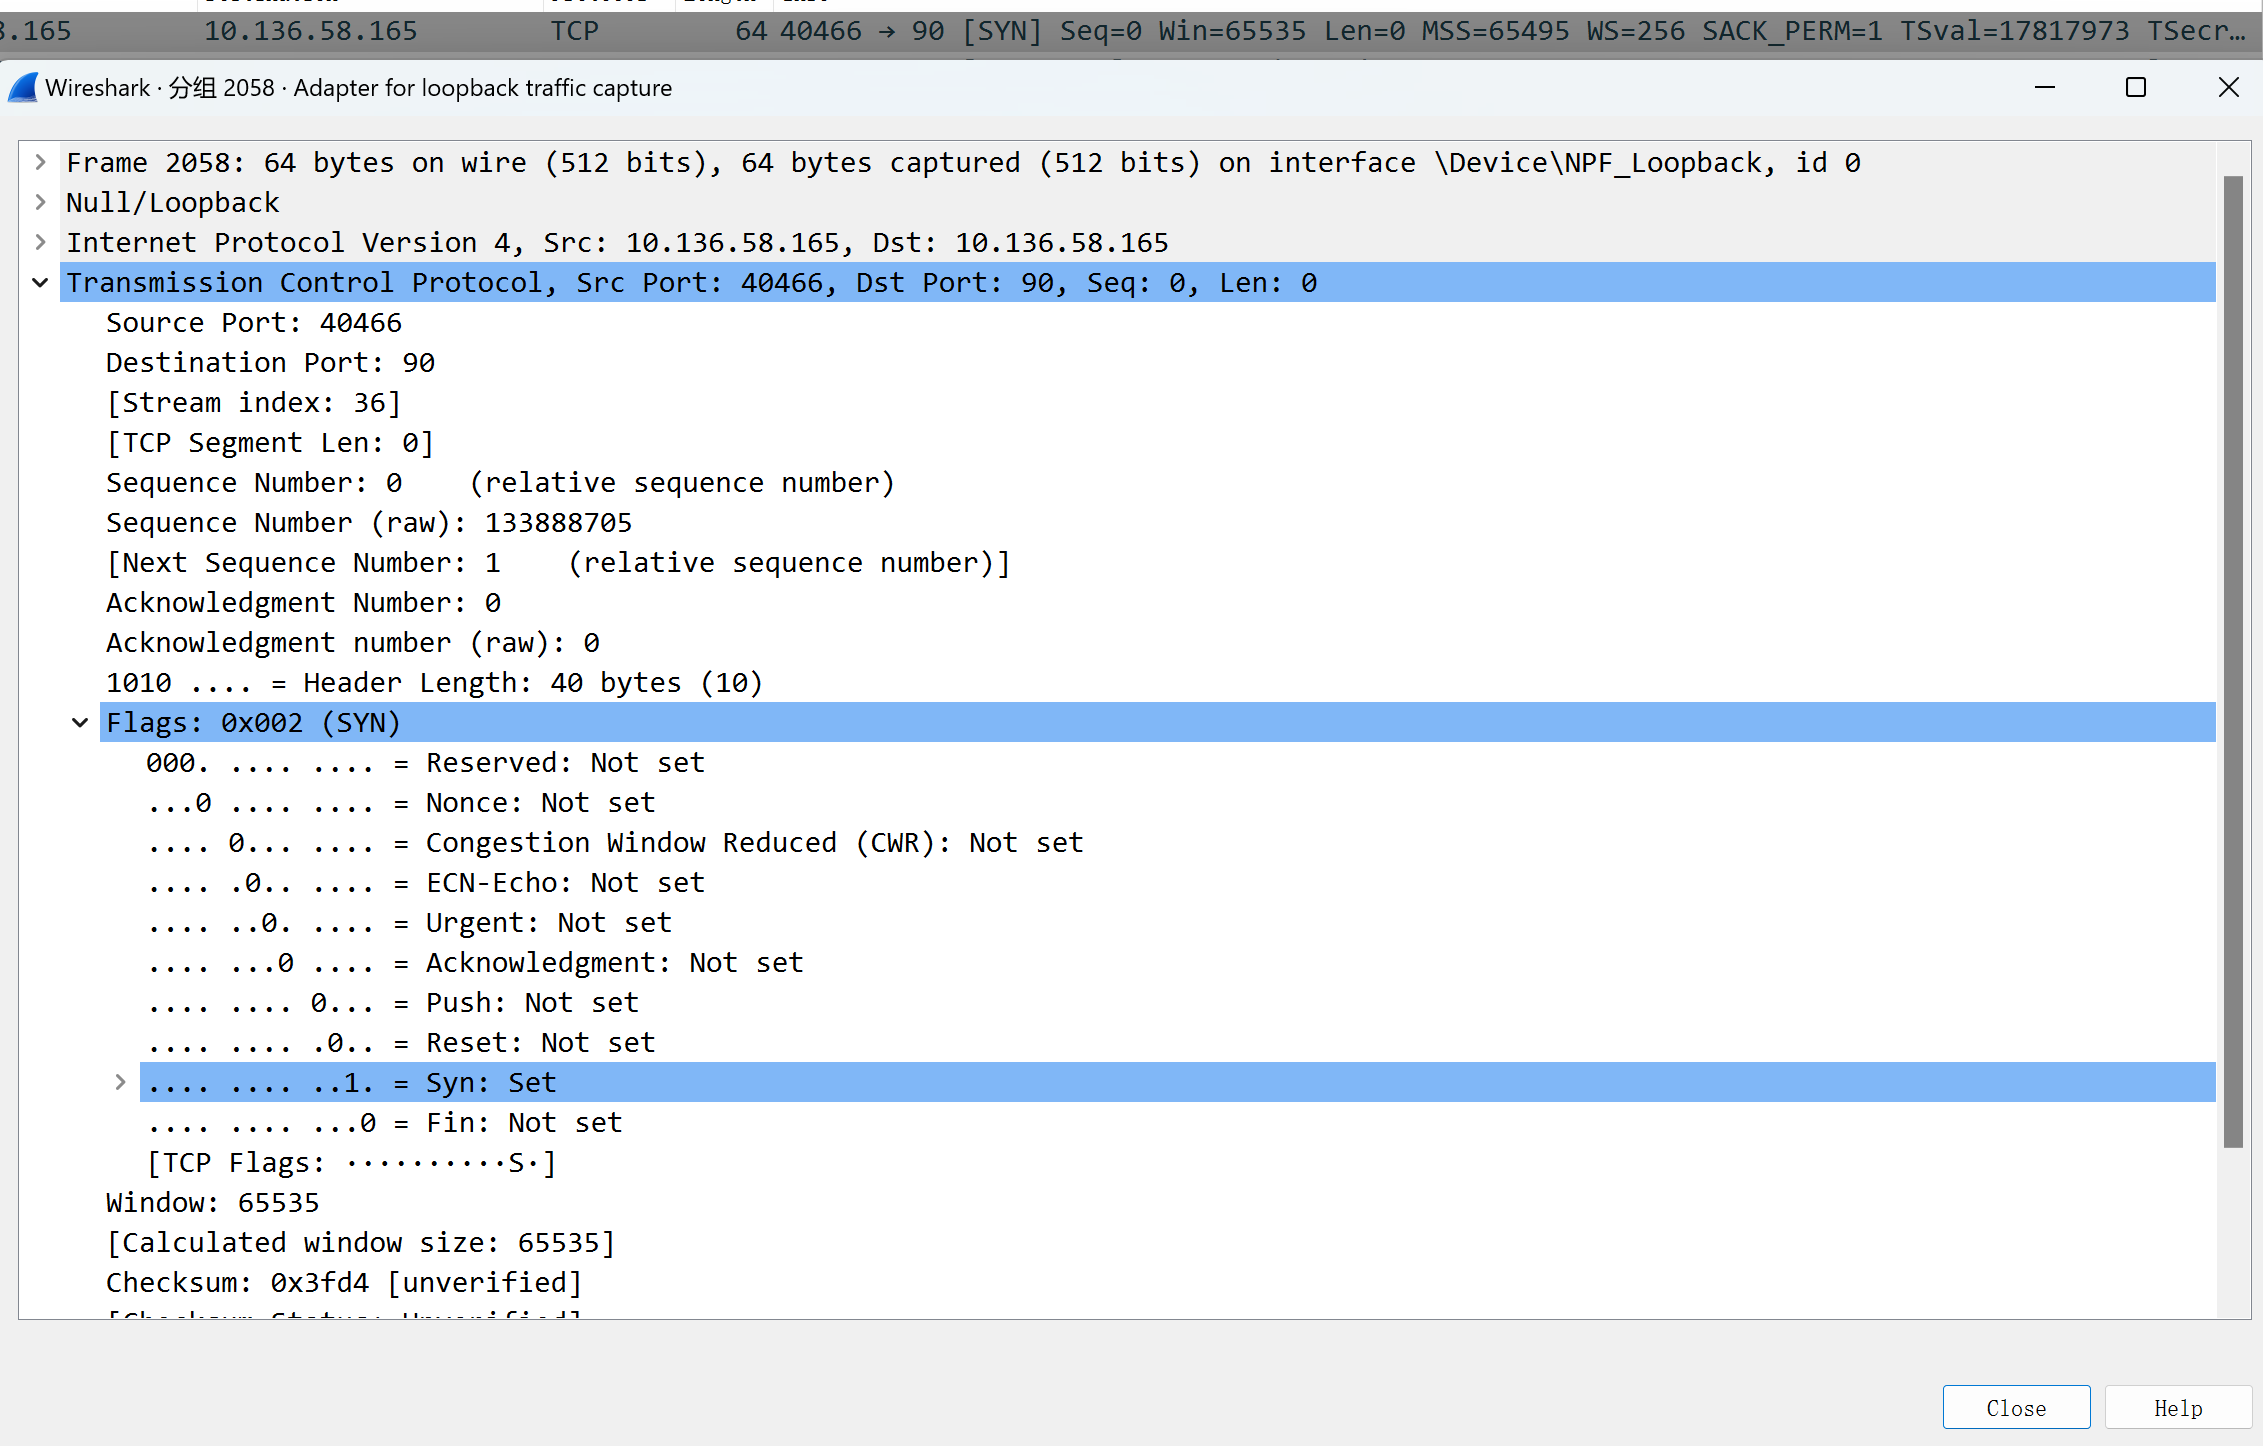 .165 10.136.58.165 TCP 64 40466 → 90 [SYN] Seq=0 Win=65535 Len=0 MSS=65495 WS=256 SACK_PERM=1 TSval=17817973 TSecr…
Wireshark · 分组 2058 · Adapter for loopback traffic capture
Frame 2058: 64 bytes on wire (512 bits), 64 bytes captured (512 bits) on interface \Device\NPF_Loopback, id 0
Null/Loopback
Internet Protocol Version 4, Src: 10.136.58.165, Dst: 10.136.58.165
Transmission Control Protocol, Src Port: 40466, Dst Port: 90, Seq: 0, Len: 0
Source Port: 40466
Destination Port: 90
[Stream index: 36]
[TCP Segment Len: 0]
Sequence Number: 0    (relative sequence number)
Sequence Number (raw): 133888705
[Next Sequence Number: 1    (relative sequence number)]
Acknowledgment Number: 0
Acknowledgment number (raw): 0
1010 .... = Header Length: 40 bytes (10)
Flags: 0x002 (SYN)
000. .... .... = Reserved: Not set
...0 .... .... = Nonce: Not set
.... 0... .... = Congestion Window Reduced (CWR): Not set
.... .0.. .... = ECN-Echo: Not set
.... ..0. .... = Urgent: Not set
.... ...0 .... = Acknowledgment: Not set
.... .... 0... = Push: Not set
.... .... .0.. = Reset: Not set
.... .... ..1. = Syn: Set
.... .... ...0 = Fin: Not set
[TCP Flags: ··········S·]
Window: 65535
[Calculated window size: 65535]
Checksum: 0x3fd4 [unverified]
[Checksum Status: Unverified]
Close
Help